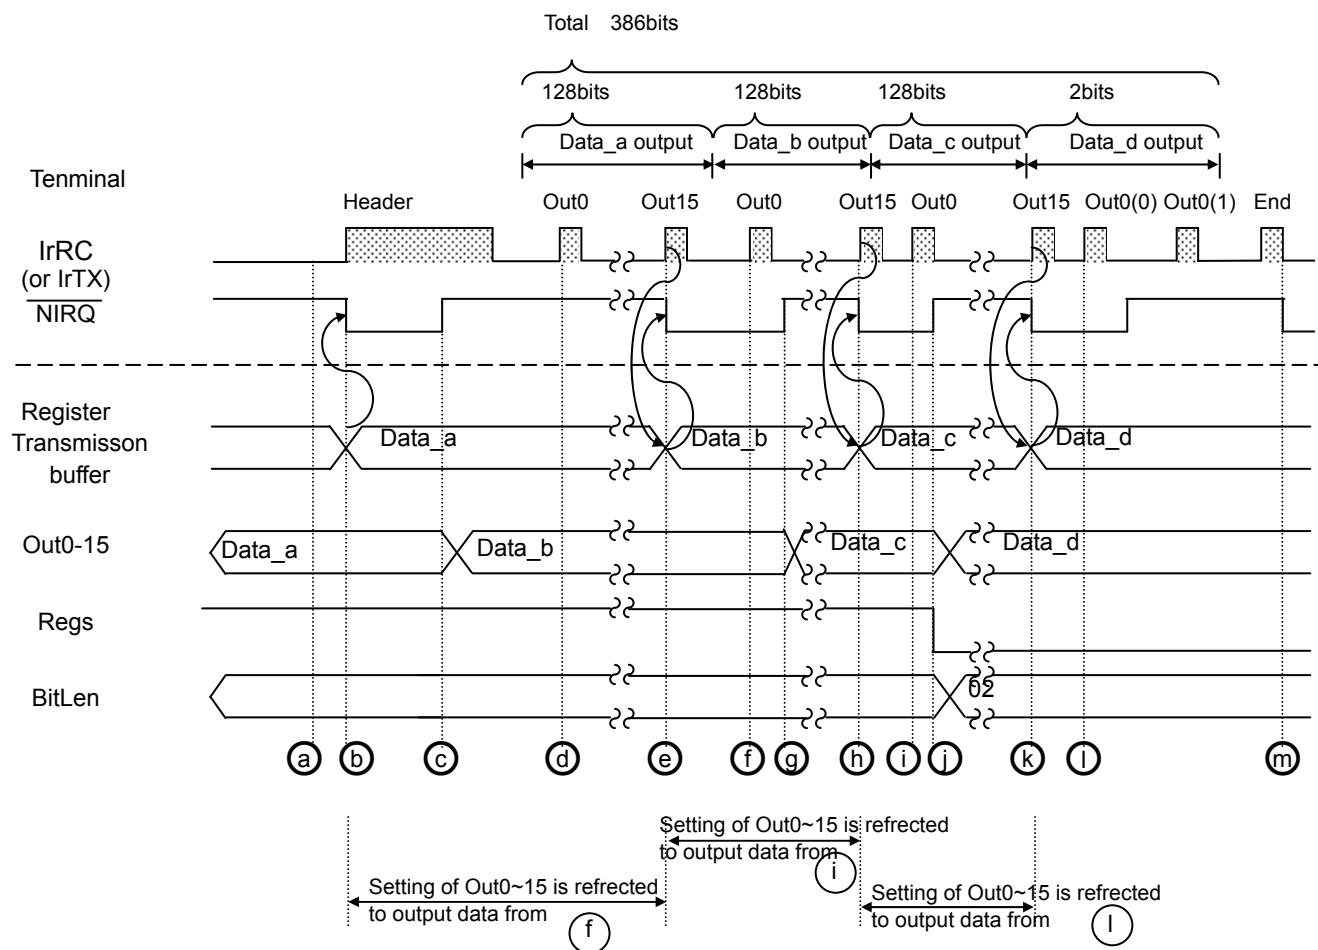 Total 386bits
128bits 128bits 128bits 2bits
Data_a output Data_b output Data_c output Data_d output
Tenminal
Header Out0 Out15 Out0 Out15 Out0 Out15 Out0(0) Out0(1) End
IrRC
(or IrTX)
NIRQ
Register
Transmisson
buffer
Data_a Data_b Data_c Data_d
Out0-15
Data_a Data_b Data_c Data_d
Regs
BitLen
02
a b c d e f g h i j k l m
Setting of Out0~15 is refrected
to output data from
i
Setting of Out0~15 is refrected
to output data from
f
Setting of Out0~15 is refrected
to output data from
l